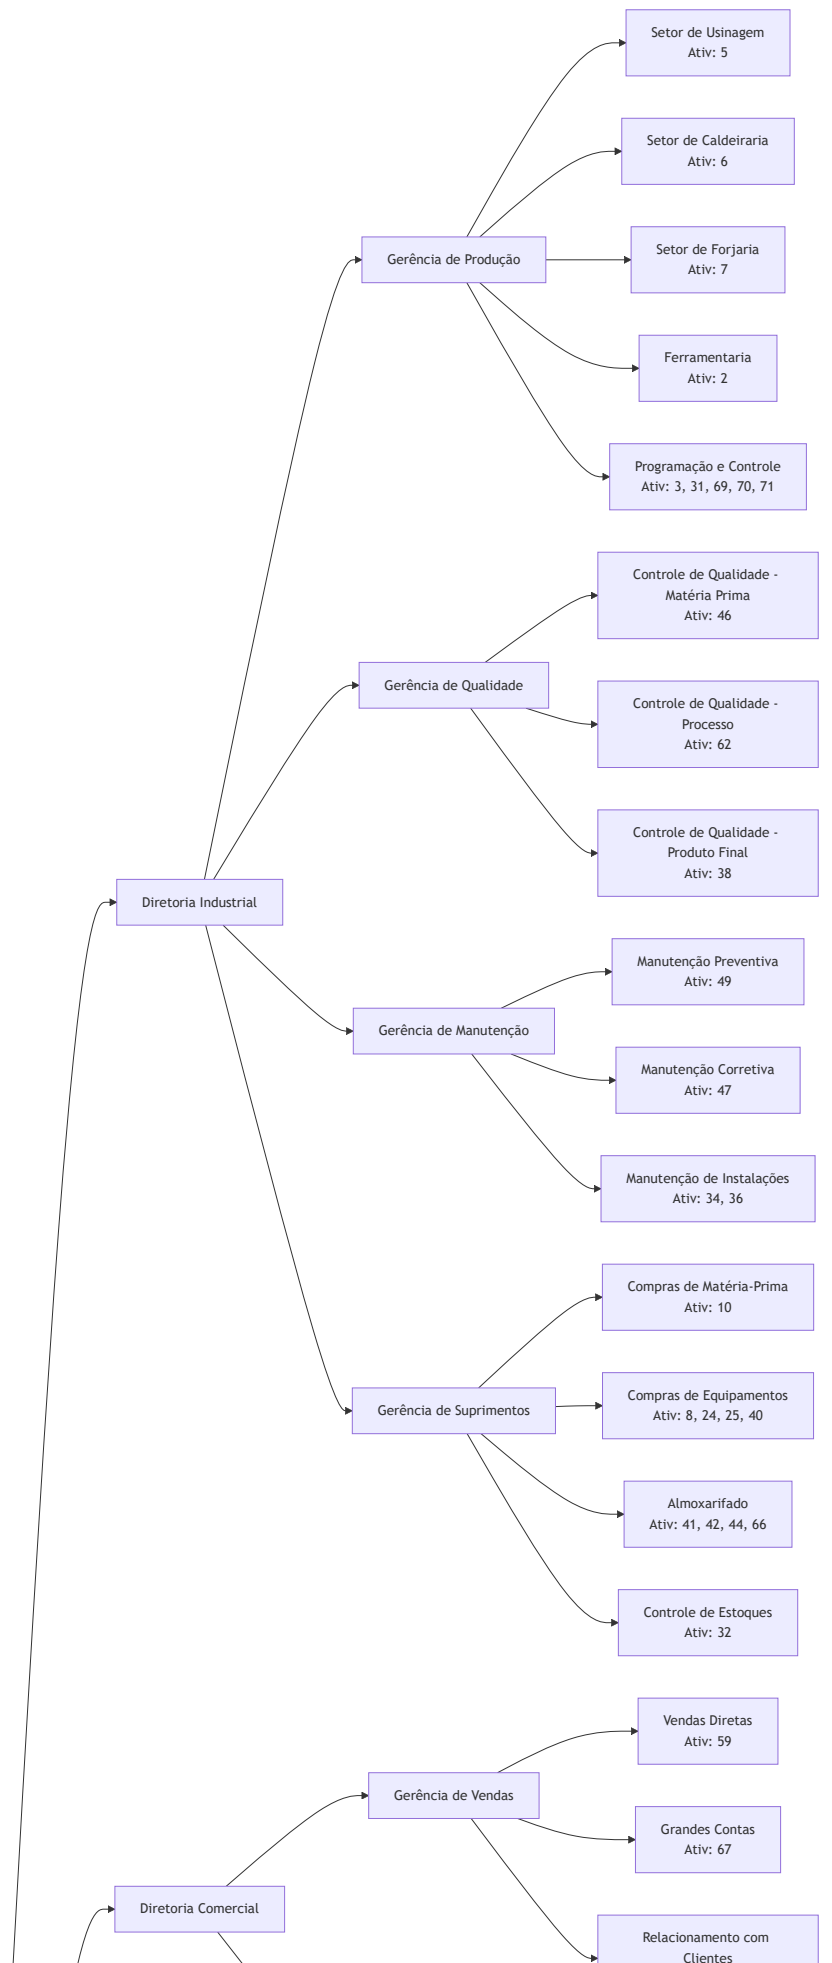 Setor de Usinagem
Ativ: 5
Setor de Caldeiraria
Ativ: 6
Gerência de Produção
Setor de Forjaria
Ativ: 7
Ferramentaria
Ativ: 2
Programação e Controle
Ativ: 3, 31, 69, 70, 71
Controle de Qualidade -
Matéria Prima
Ativ: 46
Gerência de Qualidade
Controle de Qualidade -
Processo
Ativ: 62
Controle de Qualidade -
Produto Final
Ativ: 38
Diretoria Industrial
Manutenção Preventiva
Ativ: 49
Gerência de Manutenção
Manutenção Corretiva
Ativ: 47
Manutenção de Instalações
Ativ: 34, 36
Compras de Matéria-Prima
Ativ: 10
Gerência de Suprimentos
Compras de Equipamentos
Ativ: 8, 24, 25, 40
Almoxarifado
Ativ: 41, 42, 44, 66
Controle de Estoques
Ativ: 32
Vendas Diretas
Ativ: 59
Gerência de Vendas
Grandes Contas
Ativ: 67
Diretoria Comercial
Relacionamento com
Clientes